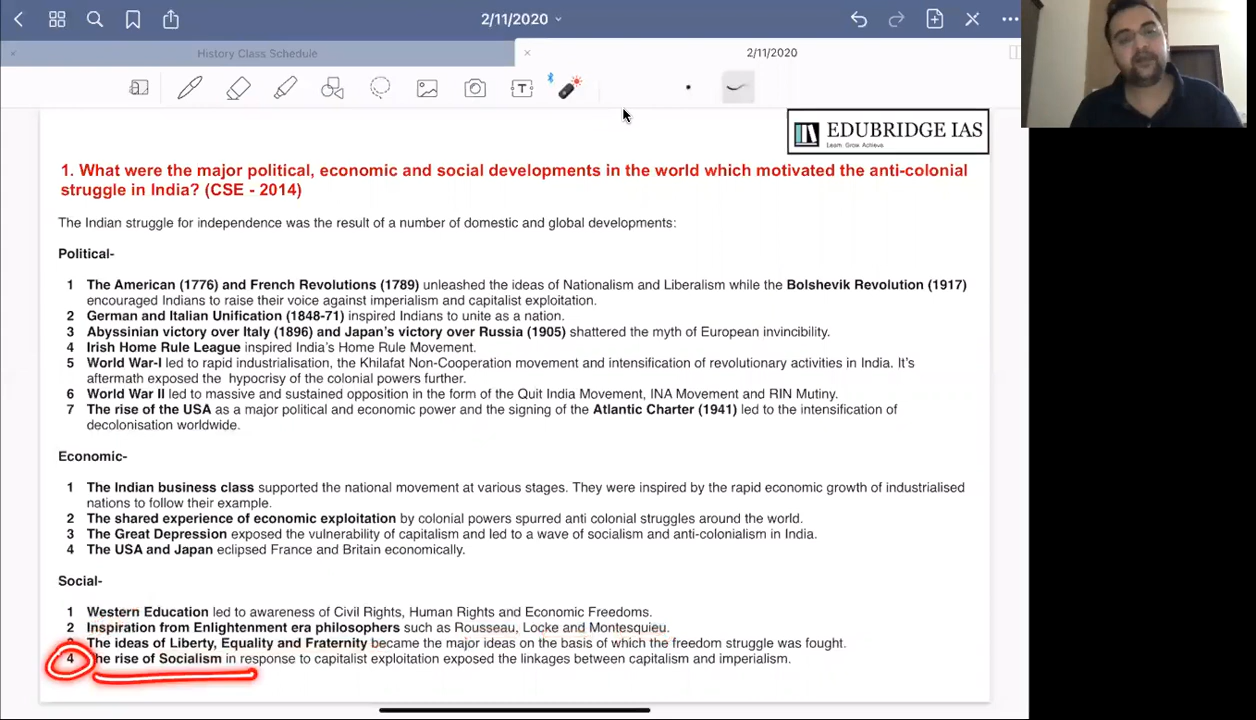 2/11/2020
History Class Schedule
2/11/2020
T
EDUBRIDGE IAS
Learn Grow Achieve
1. What were the major political, economic and social developments in the world which motivated the anti-colonial
struggle in India? (CSE - 2014)
The Indian struggle for independence was the result of a number of domestic and global developments:
Political-
1 The American (1776) and French Revolutions (1789) unleashed the ideas of Nationalism and Liberalism while the Bolshevik Revolution (1917)
encouraged Indians to raise their voice against imperialism and capitalist exploitation.
2 German and Italian Unification (1848-71) inspired Indians to unite as a nation.
3 Abyssinian victory over Italy (1896) and Japan's victory over Russia (1905) shattered the myth of European invincibility.
4 Irish Home Rule League inspired India's Home Rule Movement.
5 World War-I led to rapid industrialisation, the Khilafat Non-Cooperation movement and intensification of revolutionary activities in India. It's
aftermath exposed the hypocrisy of the colonial powers further.
6 World War II led to massive and sustained opposition in the form of the Quit India Movement, INA Movement and RIN Mutiny.
7 The rise of the USA as a major political and economic power and the signing of the Atlantic Charter (1941) led to the intensification of
decolonisation worldwide.
Economic-
1 The Indian business class supported the national movement at various stages. They were inspired by the rapid economic growth of industrialised
nations to follow their example.
2 The shared experience of economic exploitation by colonial powers spurred anti colonial struggles around the world.
3 The Great Depression exposed the vulnerability of capitalism and led to a wave of socialism and anti-colonialism in India.
4 The USA and Japan eclipsed France and Britain economically.
Social-
1 Western Education led to awareness of Civil Rights, Human Rights and Economic Freedoms.
2 Inspiration from Enlightenment era philosophers such as Rousseau, Locke and Montesquieu.
3 The ideas of Liberty, Equality and Fraternity became the major ideas on the basis of which the freedom struggle was fought.
4 The rise of Socialism in response to capitalist exploitation exposed the linkages between capitalism and imperialism.